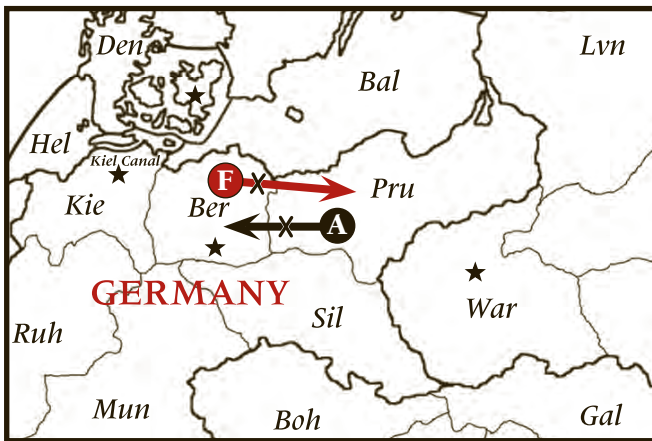 Den
Lvn
Bal
Hel
Kiel Canal
F
Pru
Kie
Ber
A
GERMANY
War
Sil
Ruh
Mun
Boh
Gal